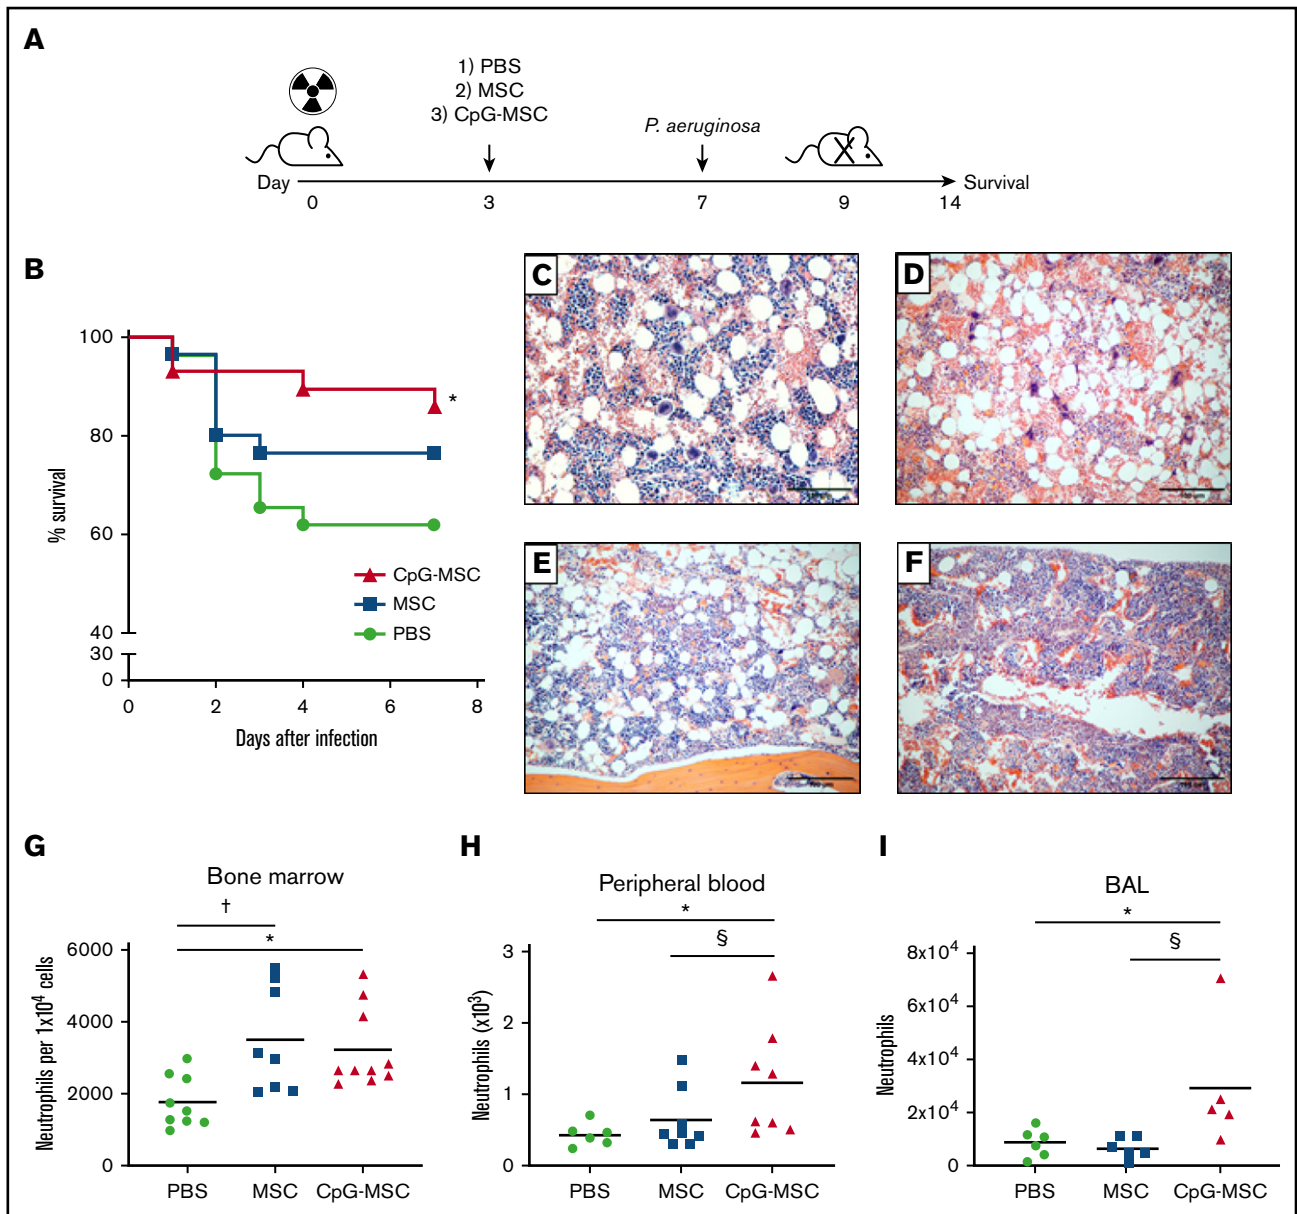 A
1) PBS
2) MSC
3) CpG-MSC
P. aeruginosa
Day
Survival
0
3
7
9
14
B
100
80
60
40
30
0
% survival
*
CpG-MSC
MSC
PBS
0
2
4
6
8
Days after infection
C
D
E
F
G
Bone marrow
†
*
6000
4000
2000
0
Neutrophils per 1x10⁴ cells
PBS
MSC
CpG-MSC
H
Peripheral blood
*
§
3
2
1
0
Neutrophils (x10³)
PBS
MSC
CpG-MSC
I
BAL
*
§
8x10⁴
6x10⁴
4x10⁴
2x10⁴
0
Neutrophils
PBS
MSC
CpG-MSC